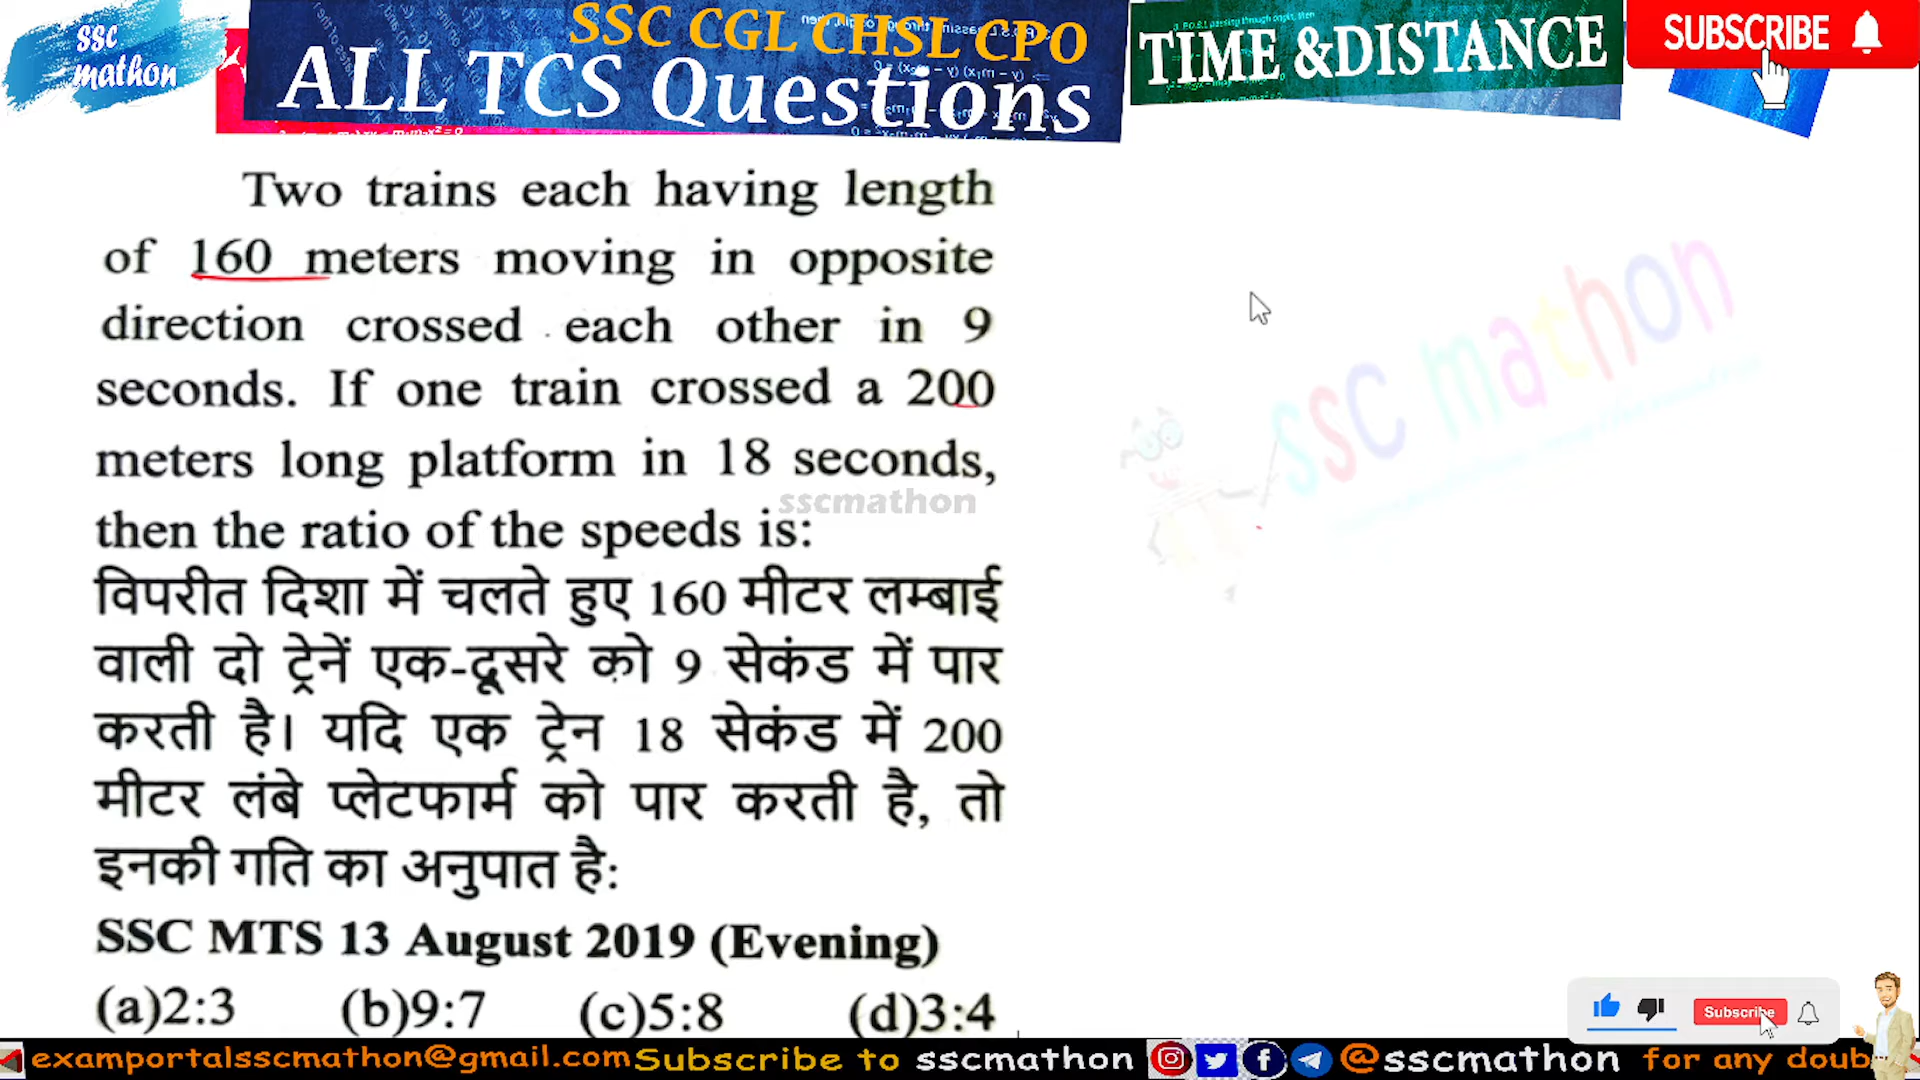 ssc mathon
SSC CGL CHSL CPO
ALL TCS Questions
TIME &DISTANCE
SUBSCRIBE
Two trains each having length
of 160 meters moving in opposite
direction crossed each other in 9
seconds. If one train crossed a 200
meters long platform in 18 seconds,
sscmathon
then the ratio of the speeds is:
विपरीत दिशा में चलते हुए 160 मीटर लम्बाई
वाली दो ट्रेनें एक-दूसरे को 9 सेकंड में पार
करती है। यदि एक ट्रेन 18 सेकंड में 200
मीटर लंबे प्लेटफार्म को पार करती है, तो
इनकी गति का अनुपात है:
SSC MTS 13 August 2019 (Evening)
(a)2:3 (b)9:7 (c)5:8 (d)3:4
ssc mathon
Subscribe
examportalsscmathon@gmail.com Subscribe to sscmathon @sscmathon for any doub